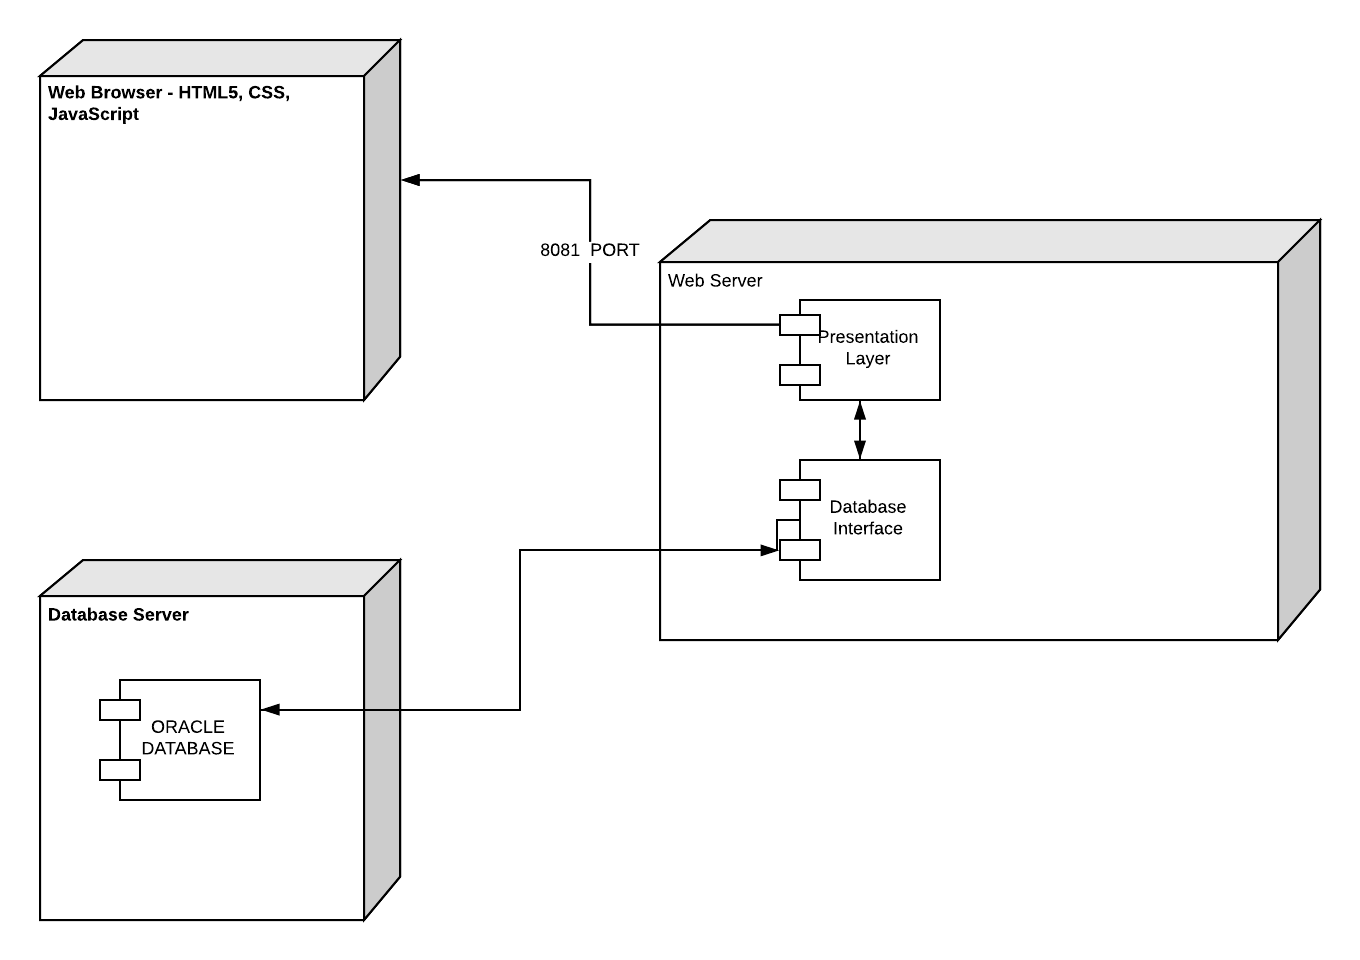 Web Browser - HTML5, CSS,
JavaScript
8081 PORT
Web Server
Presentation
Layer
Database
Interface
Database Server
ORACLE
DATABASE